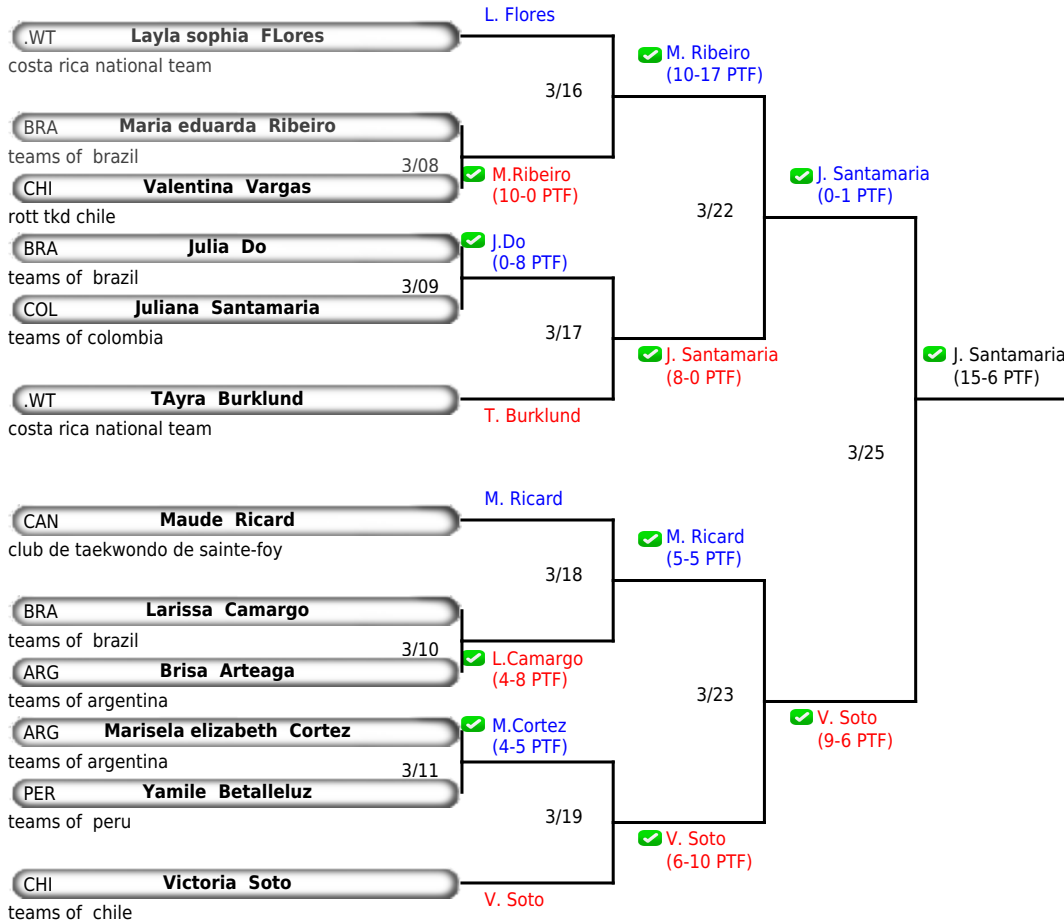 L. Flores
.WT Layla sophia FLores
costa rica national team
M. Ribeiro
(10-17 PTF)
3/16
BRA Maria eduarda Ribeiro
teams of brazil
3/08
M.Ribeiro
(10-0 PTF)
CHI Valentina Vargas
rott tkd chile
J. Santamaria
(0-1 PTF)
3/22
BRA Julia Do
teams of brazil
J.Do
(0-8 PTF)
3/09
COL Juliana Santamaria
teams of colombia
3/17
J. Santamaria
(8-0 PTF)
J. Santamaria
(15-6 PTF)
.WT TAyra Burklund
costa rica national team
T. Burklund
3/25
M. Ricard
CAN Maude Ricard
club de taekwondo de sainte-foy
M. Ricard
(5-5 PTF)
3/18
BRA Larissa Camargo
teams of brazil
3/10
L.Camargo
(4-8 PTF)
ARG Brisa Arteaga
teams of argentina
3/23
ARG Marisela elizabeth Cortez
teams of argentina
M.Cortez
(4-5 PTF)
V. Soto
(9-6 PTF)
3/11
PER Yamile Betalleluz
teams of peru
3/19
V. Soto
(6-10 PTF)
CHI Victoria Soto
teams of chile
V. Soto